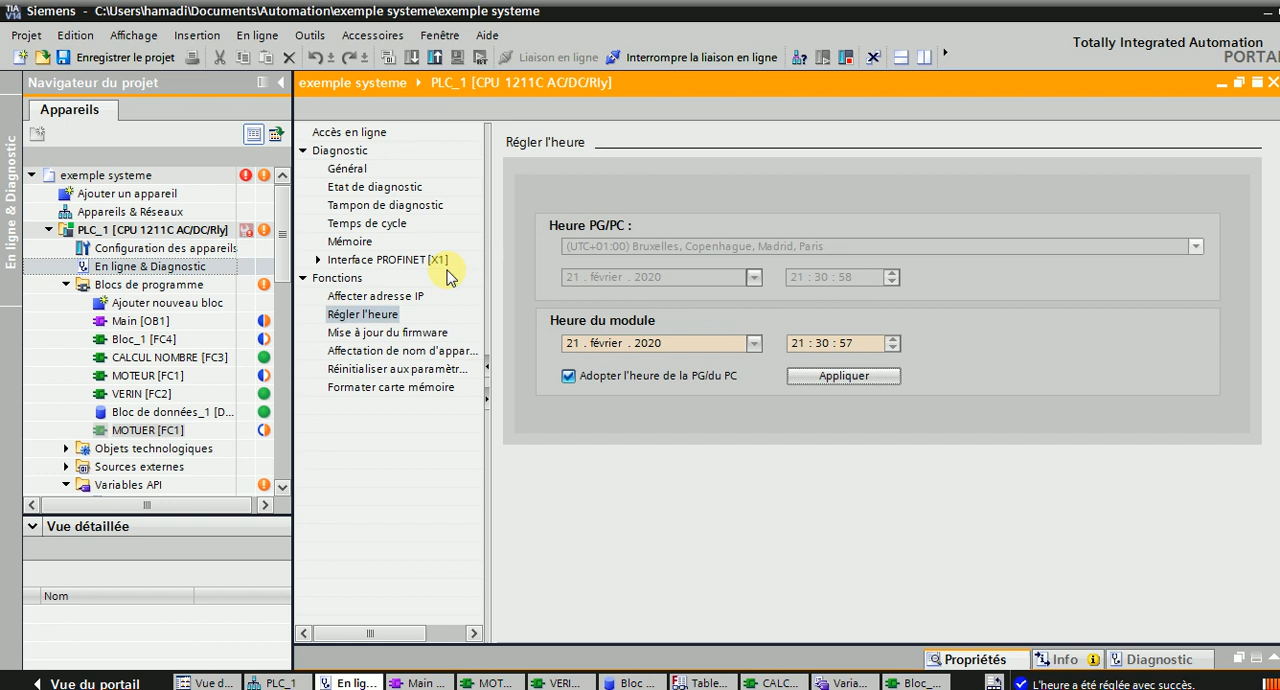 TIA V14 Siemens - C:\Users\hamadi\Documents\Automation\exemple systeme\exemple systeme
Projet Edition Affichage Insertion En ligne Outils Accessoires Fenêtre Aide
Enregistrer le projet Liaison en ligne Interrompre la liaison en ligne
Totally Integrated Automation
PORTA
Navigateur du projet
exemple systeme PLC_1 [CPU 1211C AC/DC/Rly]
Appareils
En ligne & Diagnostic
exemple systeme
Ajouter un appareil
Appareils & Réseaux
PLC_1 [CPU 1211C AC/DC/Rly]
Configuration des appareils
En ligne & Diagnostic
Blocs de programme
Ajouter nouveau bloc
Main [OB1]
Bloc_1 [FC4]
CALCUL NOMBRE [FC3]
MOTEUR [FC1]
VERIN [FC2]
Bloc de données_1 [D...
MOTUER [FC1]
Objets technologiques
Sources externes
Variables API
Vue détaillée
Nom
Accès en ligne
Diagnostic
Général
Etat de diagnostic
Tampon de diagnostic
Temps de cycle
Mémoire
Interface PROFINET [X1]
Fonctions
Affecter adresse IP
Régler l'heure
Mise à jour du firmware
Affectation de nom d'appar...
Réinitialiser aux paramètr...
Formater carte mémoire
Régler l'heure
Heure PG/PC :
(UTC+01:00) Bruxelles, Copenhague, Madrid, Paris
21 . février . 2020 21 : 30 : 58
Heure du module
21 . février . 2020 21 : 30 : 57
Adopter l'heure de la PG/du PC Appliquer
Propriétés Info Diagnostic
Vue du portail Vue d... PLC_1 En lig... Main ... MOT... VERI... Bloc ... Table... CALC... Varia... Bloc_... L'heure a été réglée avec succès.